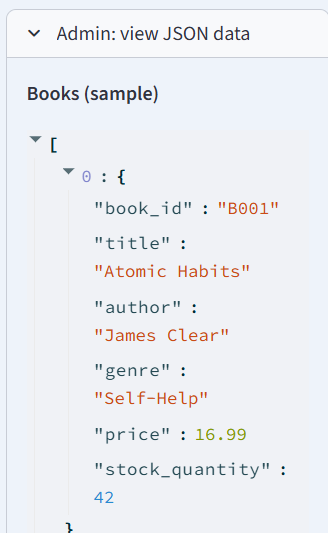 Admin: view JSON data
Books (sample)
[
0 : {
"book_id" : "B001"
"title" :
"Atomic Habits"
"author" :
"James Clear"
"genre" :
"Self-Help"
"price" : 16.99
"stock_quantity" :
42
}